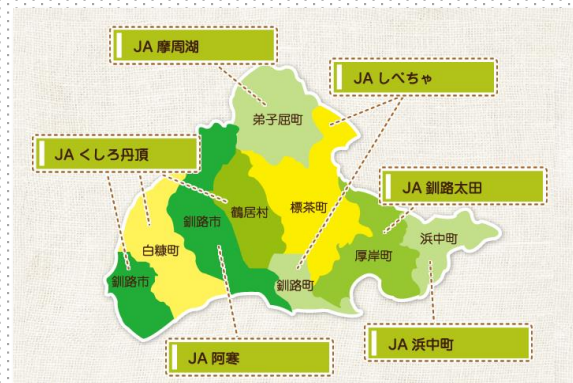 JA 摩周湖
JA しべちゃ
弟子屈町
JA くしろ丹頂
JA 釧路太田
標茶町
鶴居村
釧路市
浜中町
白糠町
厚岸町
釧路市
釧路町
JA 浜中町
JA 阿寒